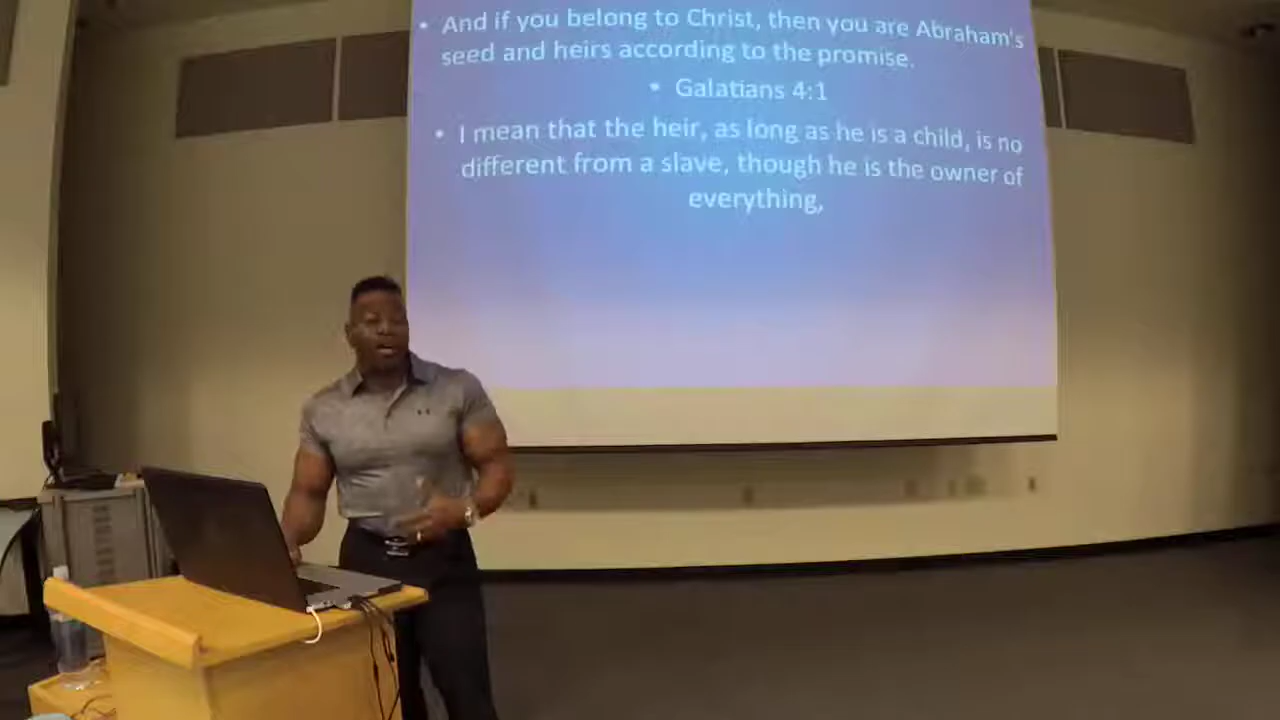 • And if you belong to Christ, then you are Abraham's
seed and heirs according to the promise.
• Galatians 4:1
• I mean that the heir, as long as he is a child, is no
different from a slave, though he is the owner of
everything,